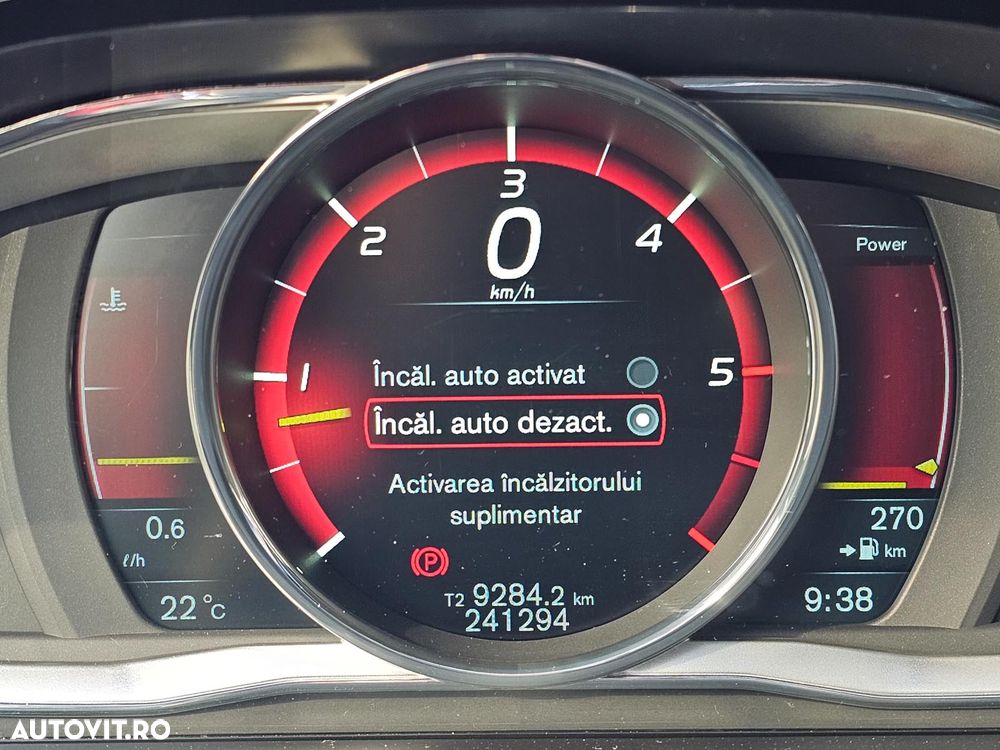 3
2
4
0
km/h
Power
1
5
Încăl. auto activat
Încăl. auto dezact.
Activarea încălzitorului
suplimentar
0.6
ℓ/h
22 °C
P
T2 9284.2 km
241294
270
km
9:38
AUTOVIT.RO